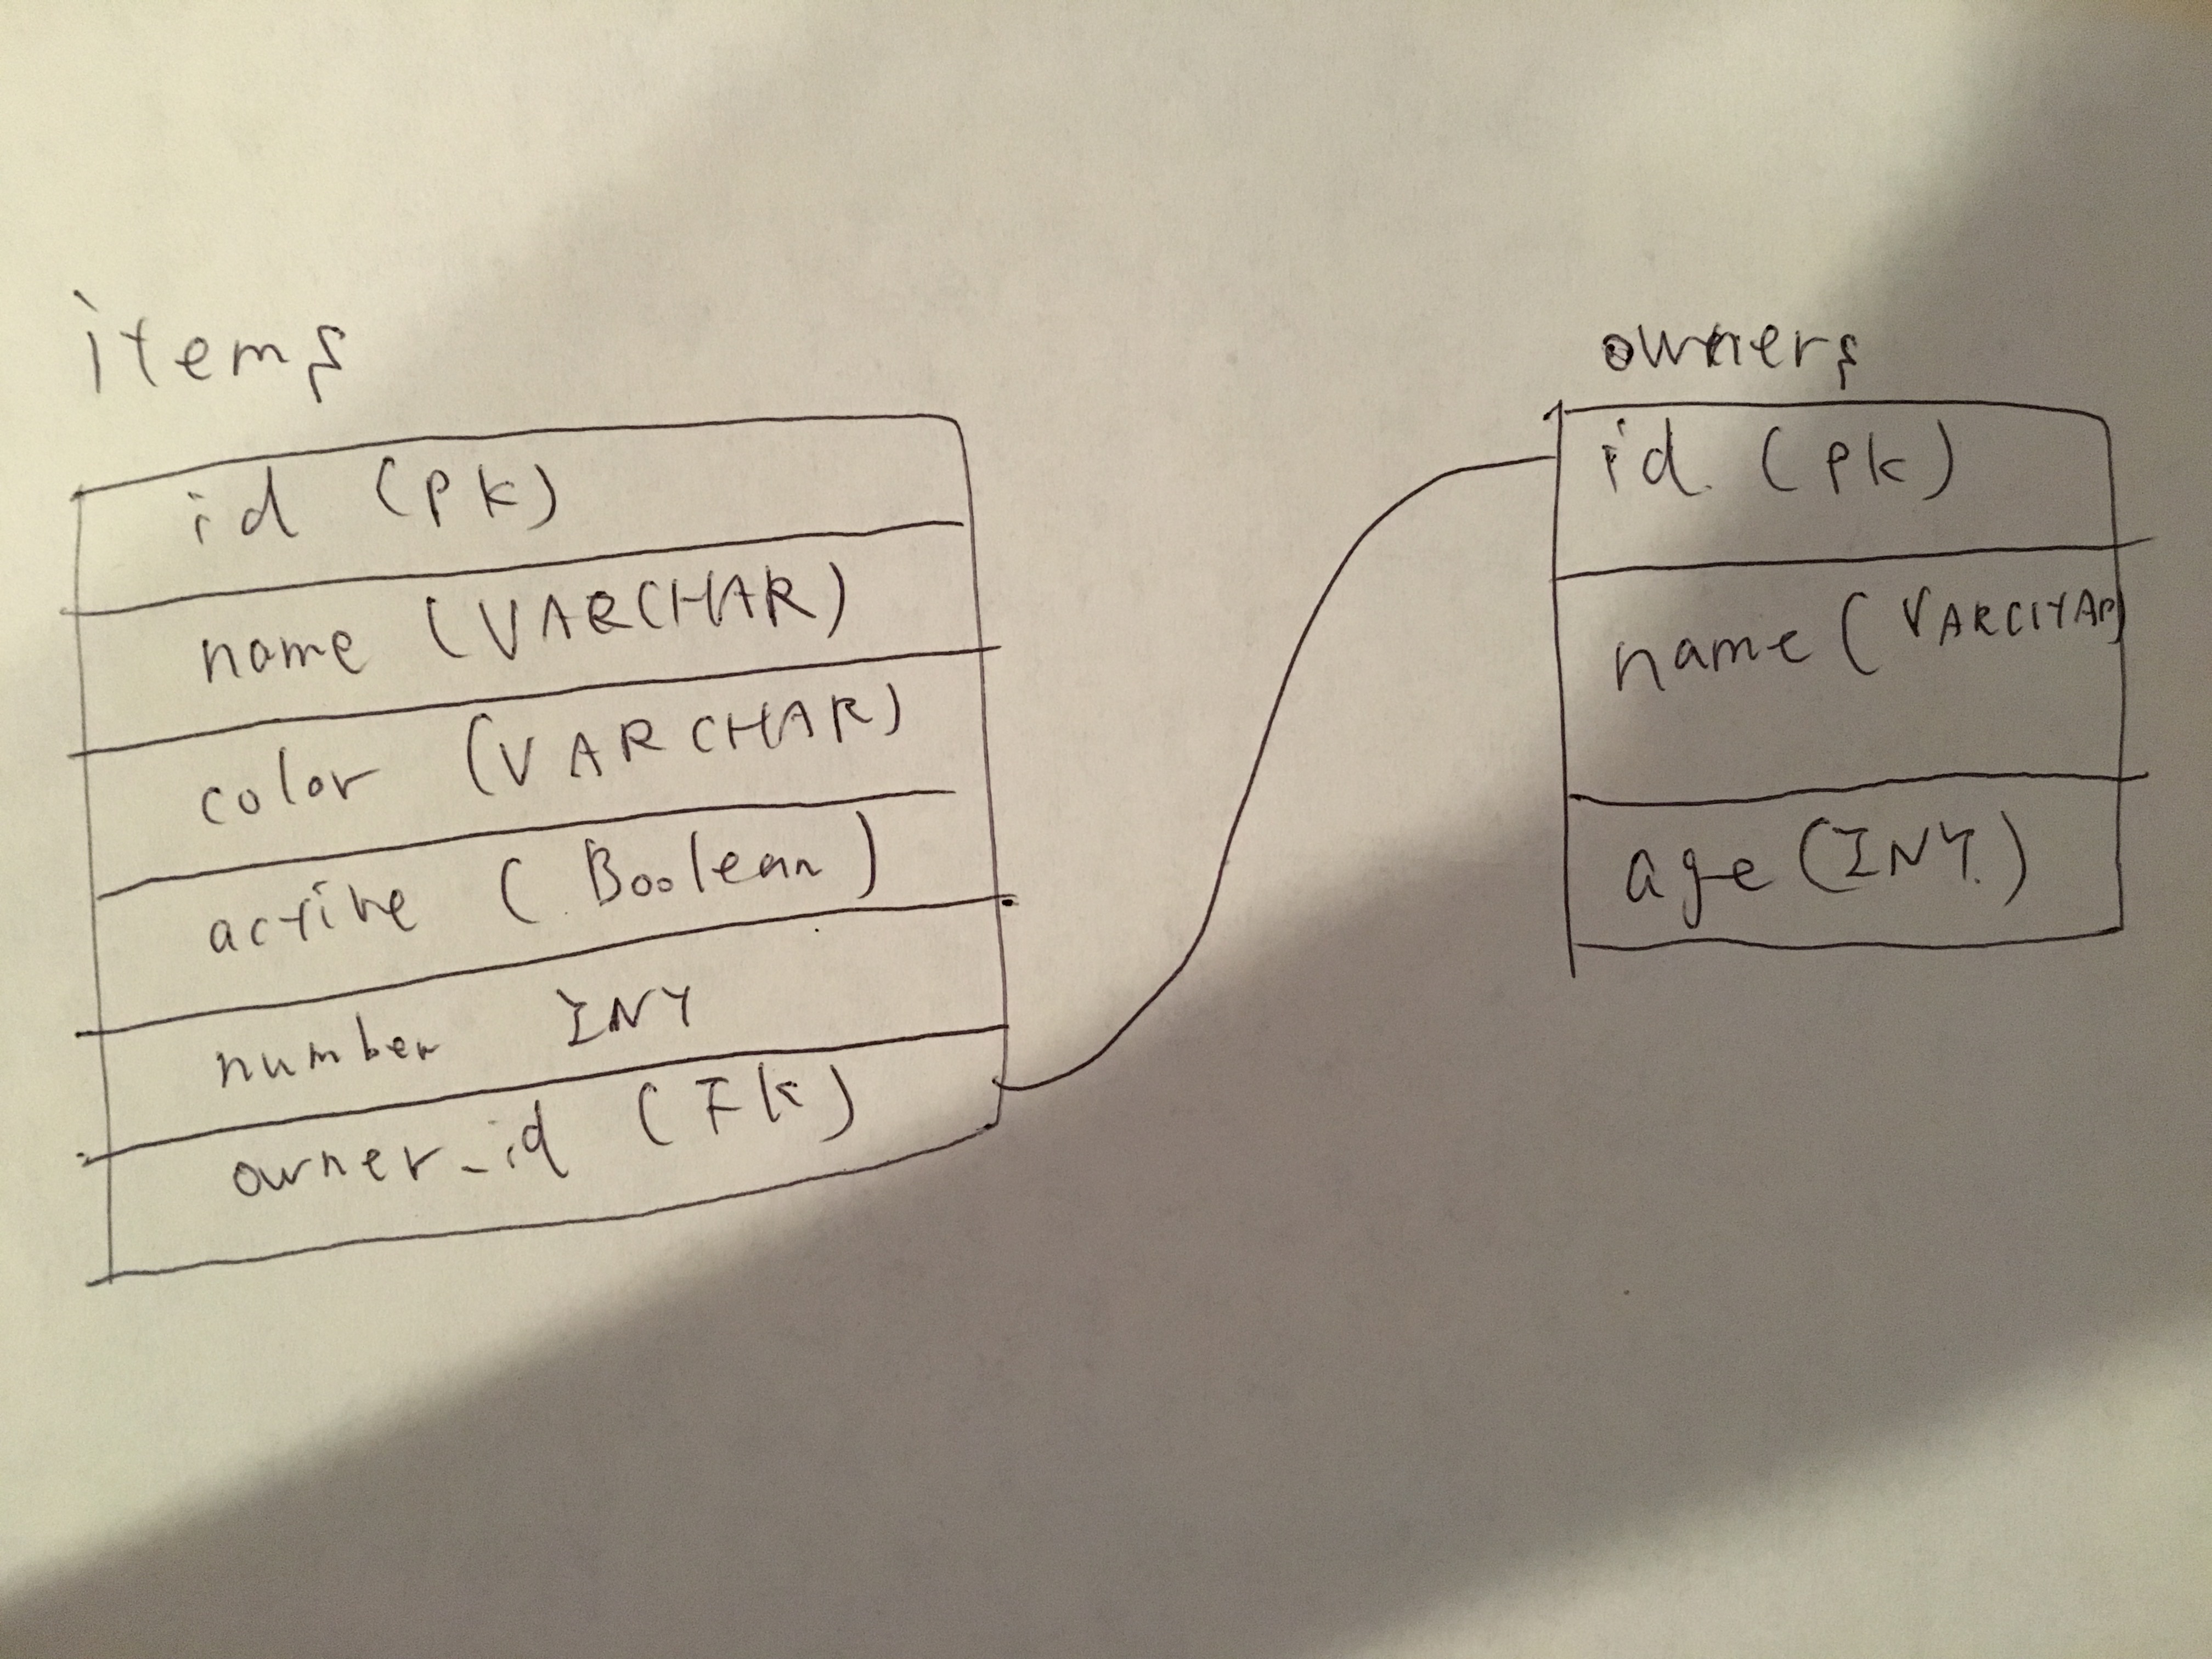 items
id (pk)
name (VARCHAR)
color (VARCHAR)
active (Boolean)
number INT
owner_id (Fk)
owners
id (pk)
name (VARCHAR)
age (INT)